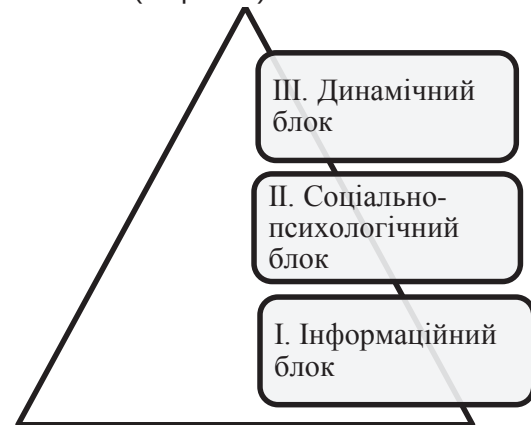 III. Динамічний
блок
II. Соціально-
психологічний
блок
I. Інформаційний
блок